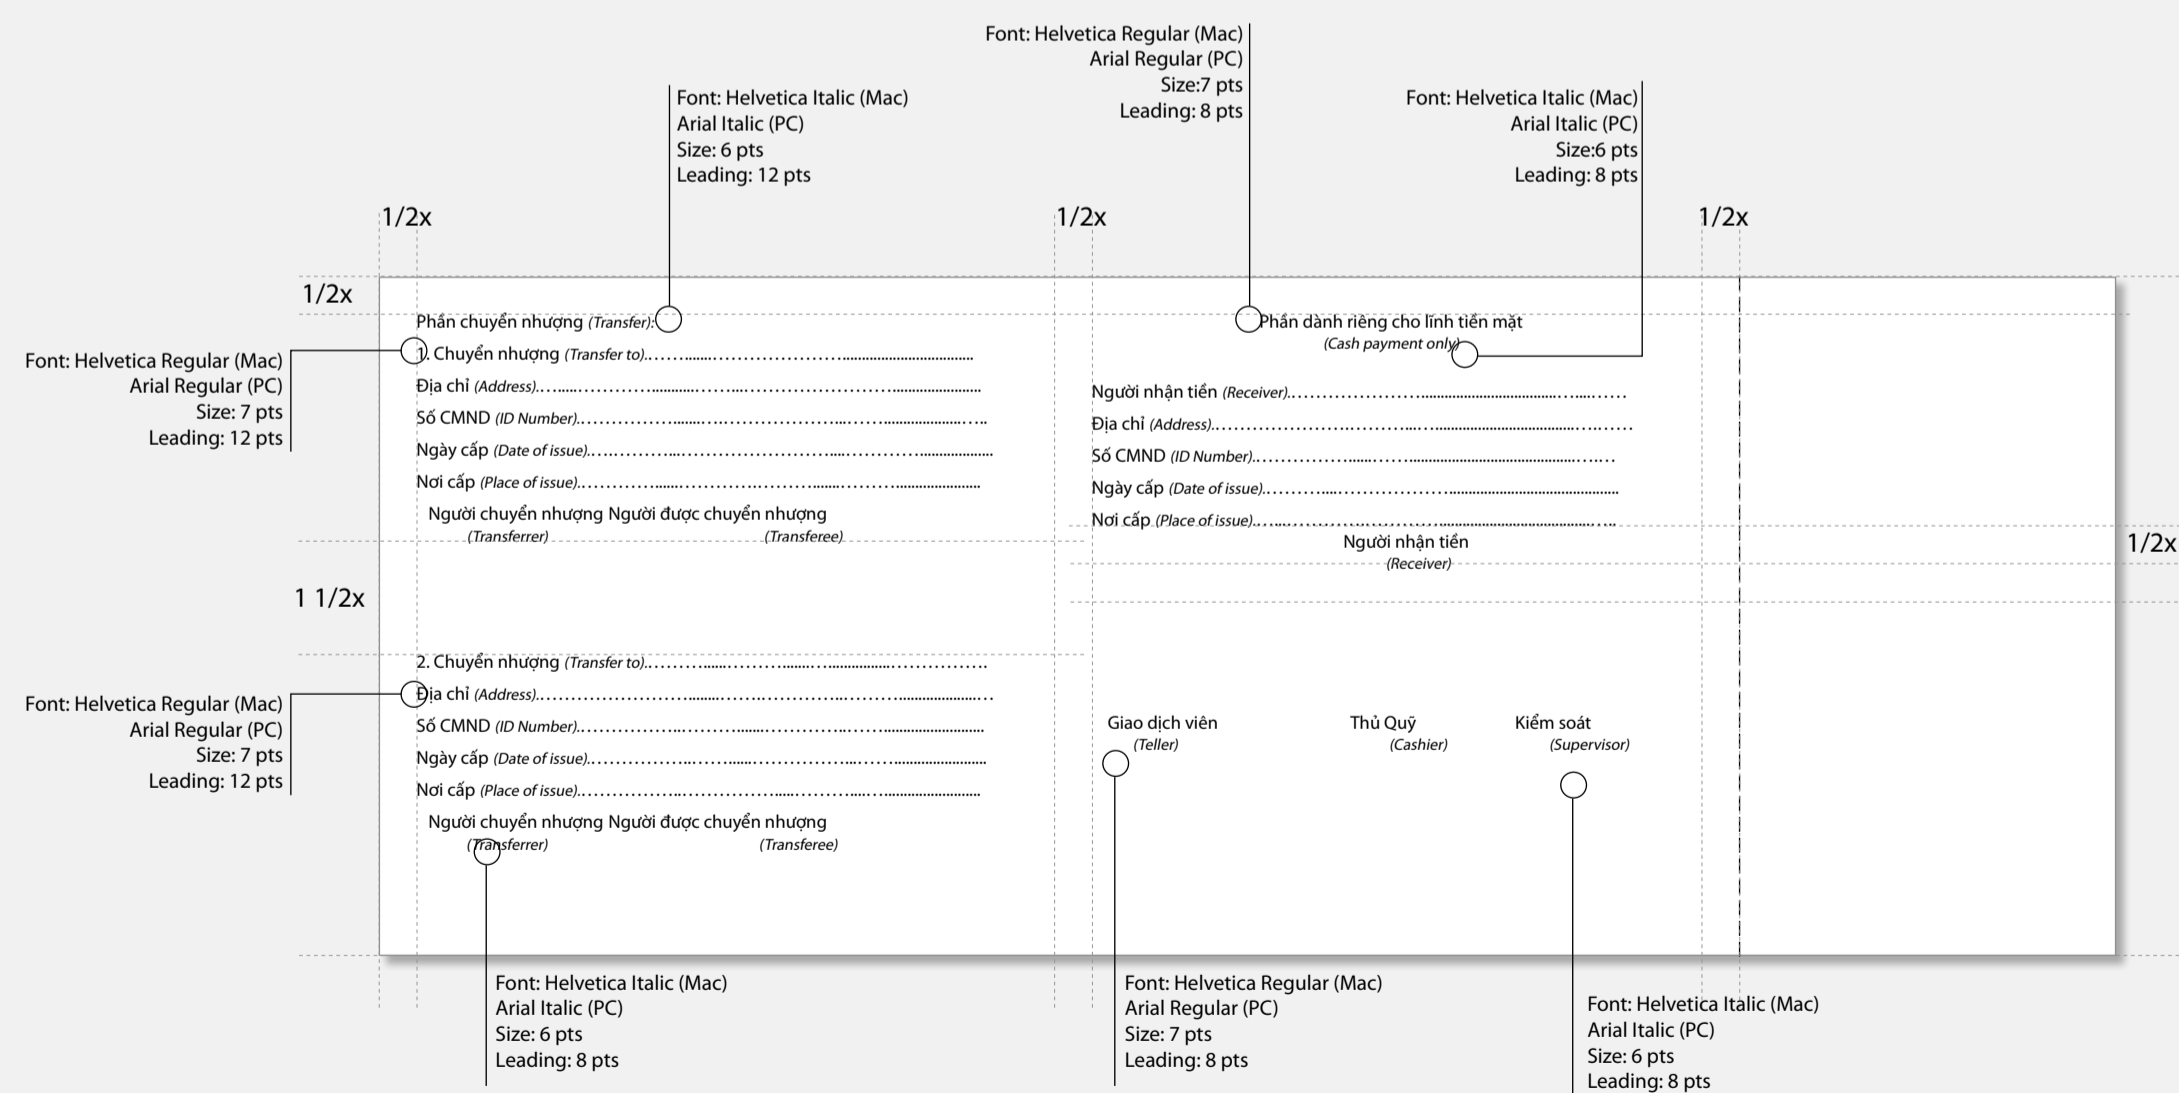 Font: Helvetica Regular (Mac)
Arial Regular (PC)
Size:7 pts
Leading: 8 pts
Font: Helvetica Italic (Mac)
Arial Italic (PC)
Size: 6 pts
Leading: 12 pts
Font: Helvetica Italic (Mac)
Arial Italic (PC)
Size:6 pts
Leading: 8 pts
1/2x
1/2x
1/2x
1/2x
Font: Helvetica Regular (Mac)
Arial Regular (PC)
Size: 7 pts
Leading: 12 pts
Phần chuyển nhượng (Transfer):
1. Chuyển nhượng (Transfer to)
Địa chỉ (Address)
Số CMND (ID Number)
Ngày cấp (Date of issue)
Nơi cấp (Place of issue)
Người chuyển nhượng Người được chuyển nhượng
(Transferrer) (Transferee)
1 1/2x
Font: Helvetica Regular (Mac)
Arial Regular (PC)
Size: 7 pts
Leading: 12 pts
2. Chuyển nhượng (Transfer to)
Địa chỉ (Address)
Số CMND (ID Number)
Ngày cấp (Date of issue)
Nơi cấp (Place of issue)
Người chuyển nhượng Người được chuyển nhượng
(Transferrer) (Transferee)
Phần dành riêng cho lĩnh tiền mặt
(Cash payment only)
Người nhận tiền (Receiver)
Địa chỉ (Address)
Số CMND (ID Number)
Ngày cấp (Date of issue)
Nơi cấp (Place of issue)
Người nhận tiền
(Receiver)
1/2x
Giao dịch viên Thủ Quỹ Kiểm soát
(Teller) (Cashier) (Supervisor)
Font: Helvetica Italic (Mac)
Arial Italic (PC)
Size: 6 pts
Leading: 8 pts
Font: Helvetica Regular (Mac)
Arial Regular (PC)
Size: 7 pts
Leading: 8 pts
Font: Helvetica Italic (Mac)
Arial Italic (PC)
Size: 6 pts
Leading: 8 pts